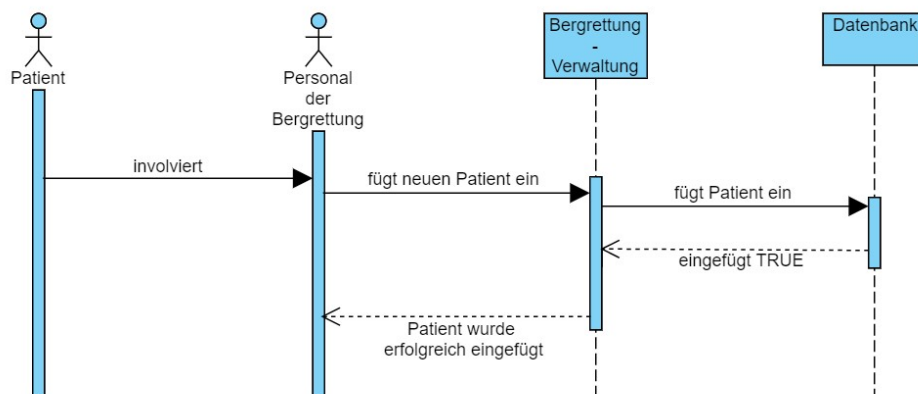 Patient
Personal
der
Bergrettung
Bergrettung
-
Verwaltung
Datenbank
involviert
fügt neuen Patient ein
fügt Patient ein
eingefügt TRUE
Patient wurde
erfolgreich eingefügt